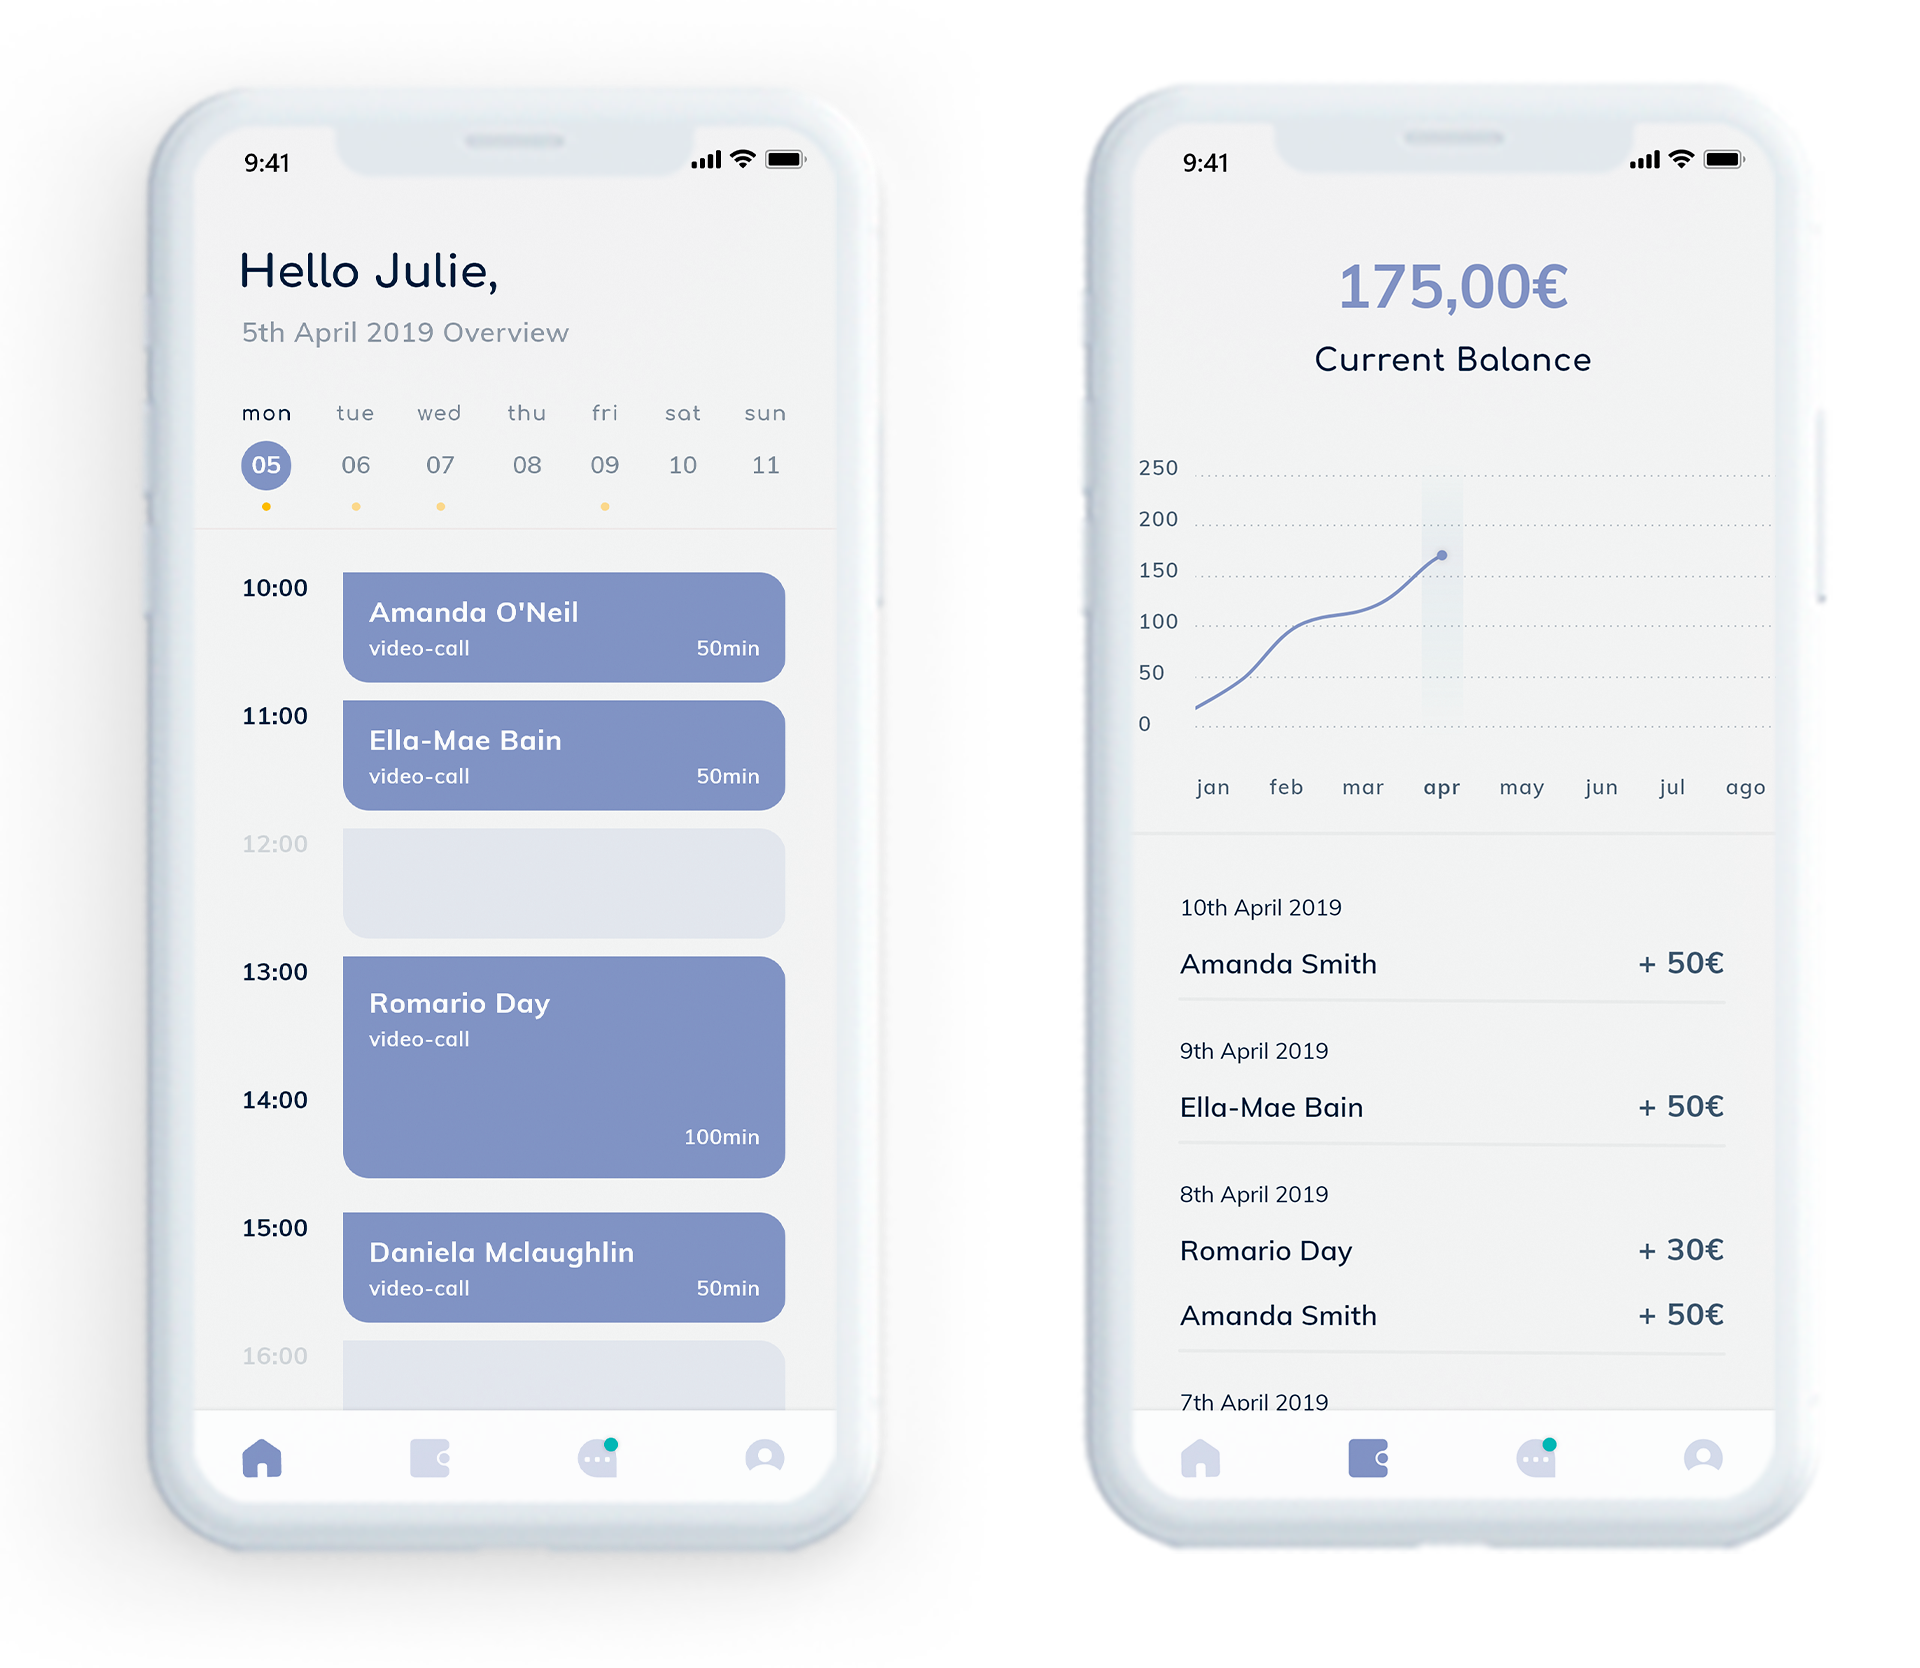 9:41
Hello Julie,
5th April 2019 Overview
mon tue wed thu fri sat sun
05 06 07 08 09 10 11
10:00
Amanda O'Neil
video-call 50min
11:00
Ella-Mae Bain
video-call 50min
12:00
13:00
Romario Day
video-call
14:00
100min
15:00
Daniela Mclaughlin
video-call 50min
16:00
9:41
175,00€
Current Balance
250
200
150
100
50
0
jan feb mar apr may jun jul ago
10th April 2019
Amanda Smith + 50€
9th April 2019
Ella-Mae Bain + 50€
8th April 2019
Romario Day + 30€
Amanda Smith + 50€
7th April 2019